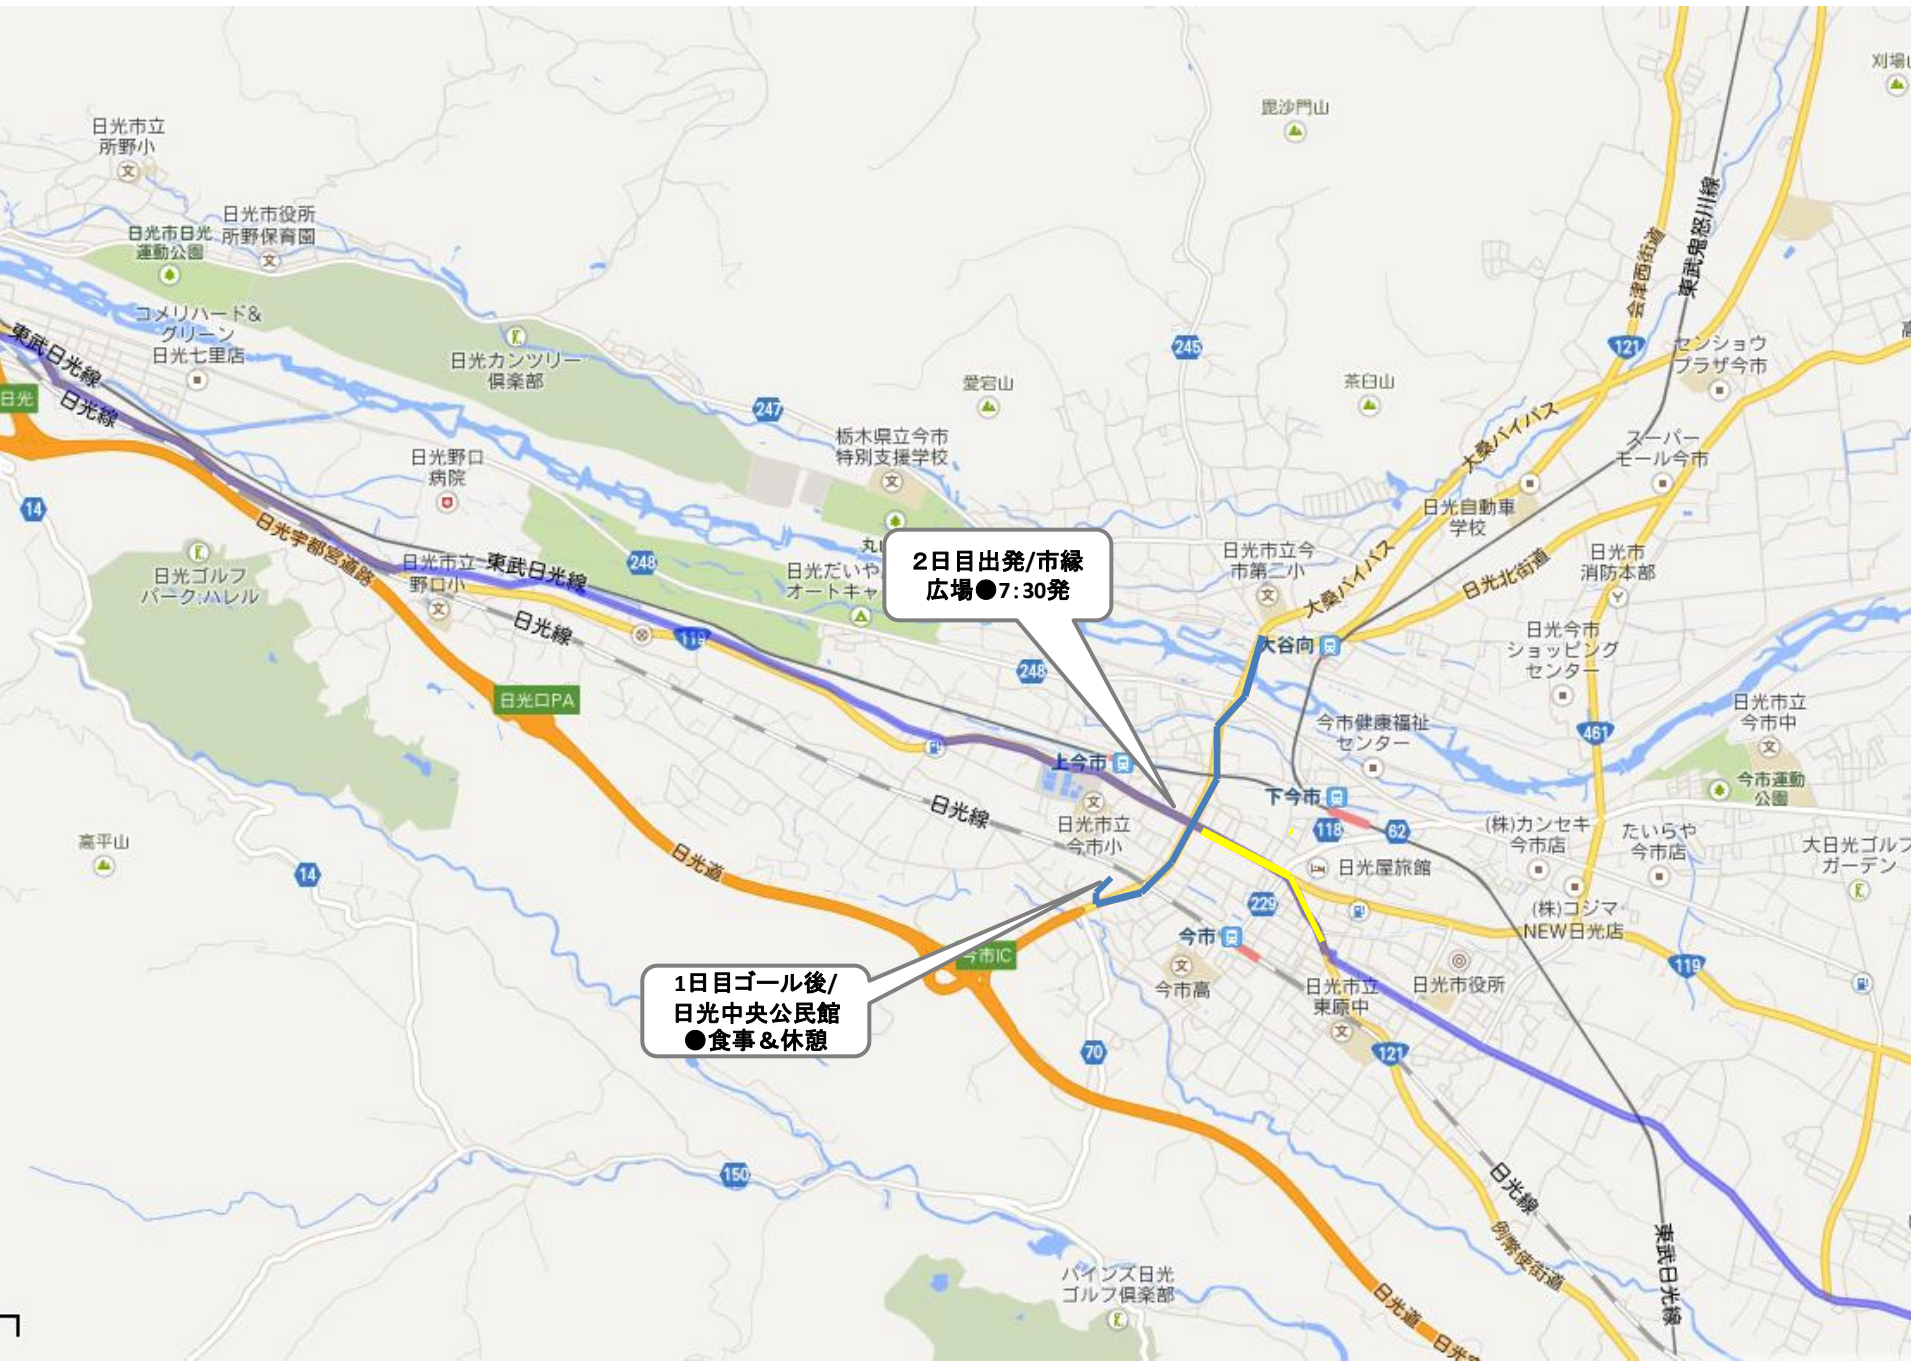 刈場山
毘沙門山
日光市立
所野小
日光市役所
所野保育園
日光市日光
運動公園
コメリハード&
グリーン
日光七里店
東武日光線
日光線
日光
日光カンツリー
倶楽部
247
245
愛宕山
茶臼山
会津西街道
東武鬼怒川線
121
センショウ
プラザ今市
栃木県立今市
特別支援学校
日光野口
病院
14
日光宇都宮道路
大桑バイパス
スーパー
モール今市
日光自動車
学校
日光市
消防本部
日光北街道
大桑バイパス
日光市立今
市第二小
日光ゴルフ
パーク:ハレル
日光市立
野口小
東武日光線
248
日光線
119
日光だいや
オートキャ
2日目出発/市縁
広場●7:30発
大谷向
248
日光今市
ショッピング
センター
日光口PA
日光市立
今市中
今市健康福祉
センター
461
上今市
下今市
今市運動
公園
日光線
日光市立
今市小
118
62
(株)カンセキ
今市店
たいらや
今市店
大日光ゴルフ
ガーデン
高平山
14
日光道
日光屋旅館
229
(株)コジマ
NEW日光店
今市
今市IC
119
1日目ゴール後/
日光中央公民館
●食事&休憩
今市高
日光市立
東原中
日光市役所
70
121
150
日光線
例幣使街道
東武日光線
パインズ日光
ゴルフ倶楽部
日光道